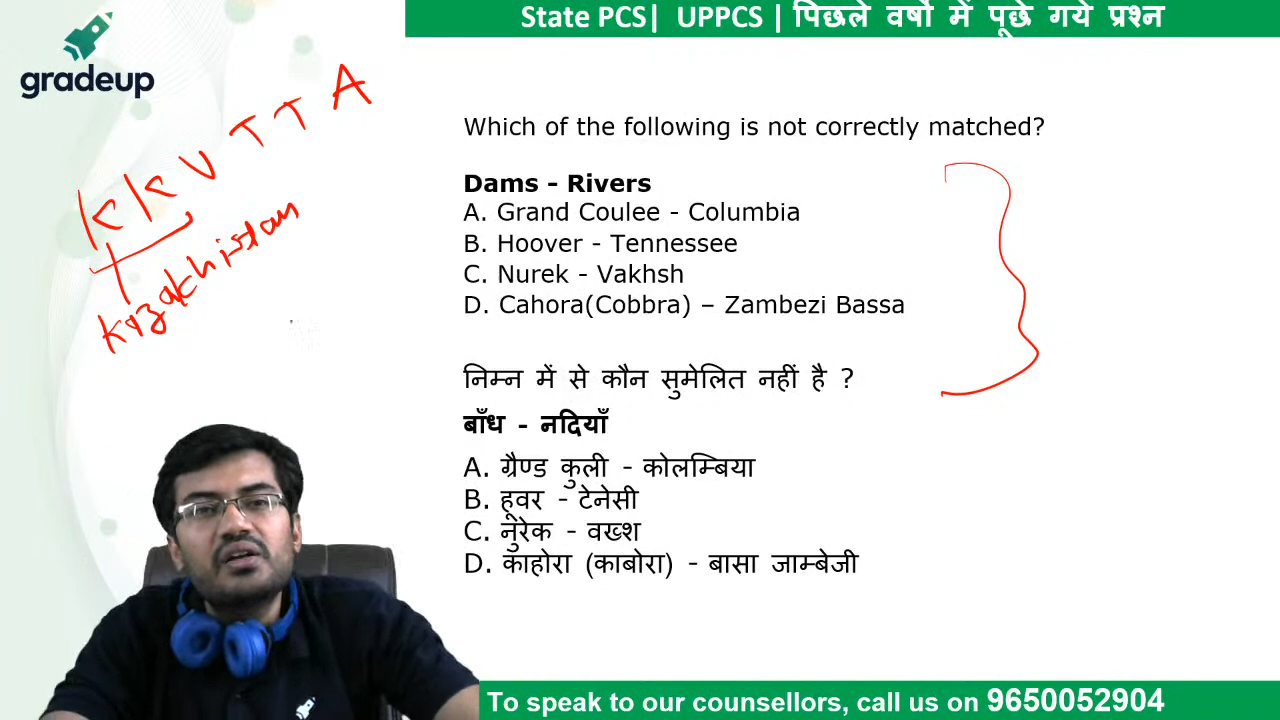 gradeup
State PCS| UPPCS | पिछले वर्षो में पूछे गये प्रश्न
K K U T T A
Kazakhistan
Which of the following is not correctly matched?
Dams - Rivers
A. Grand Coulee - Columbia
B. Hoover - Tennessee
C. Nurek - Vakhsh
D. Cahora(Cobbra) – Zambezi Bassa
निम्न में से कौन सुमेलित नहीं है ?
बाँध - नदियाँ
A. ग्रैण्ड कुली - कोलम्बिया
B. हूवर - टेनेसी
C. नुरेक - वख्श
D. काहोरा (काबोरा) - बासा जाम्बेजी
To speak to our counsellors, call us on 9650052904